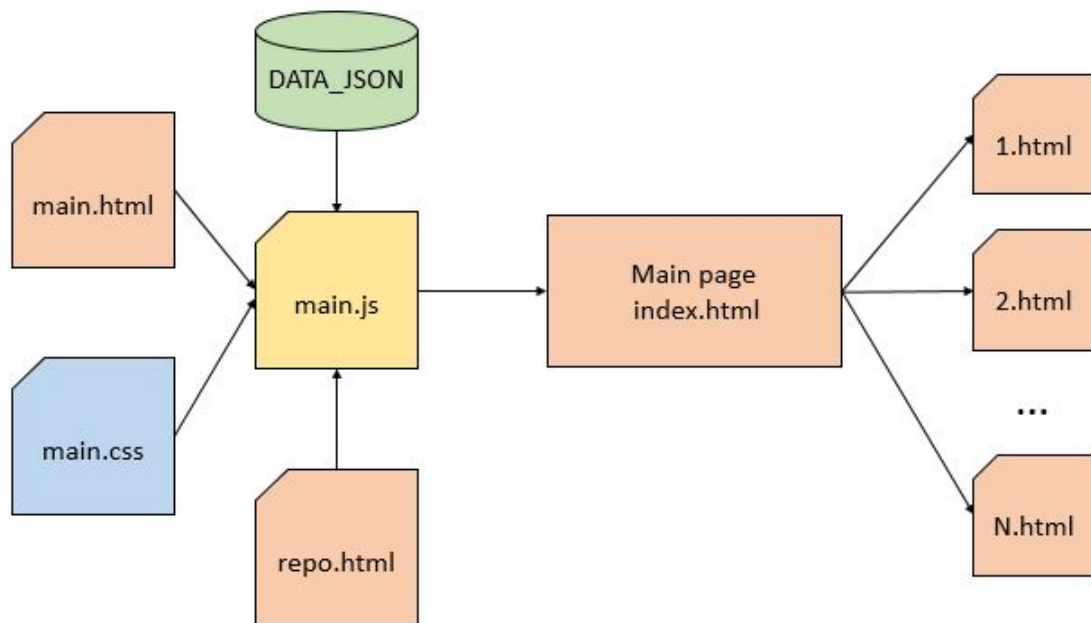 DATA_JSON
main.html
main.js
main.css
repo.html
Main page
index.html
1.html
2.html
...
N.html